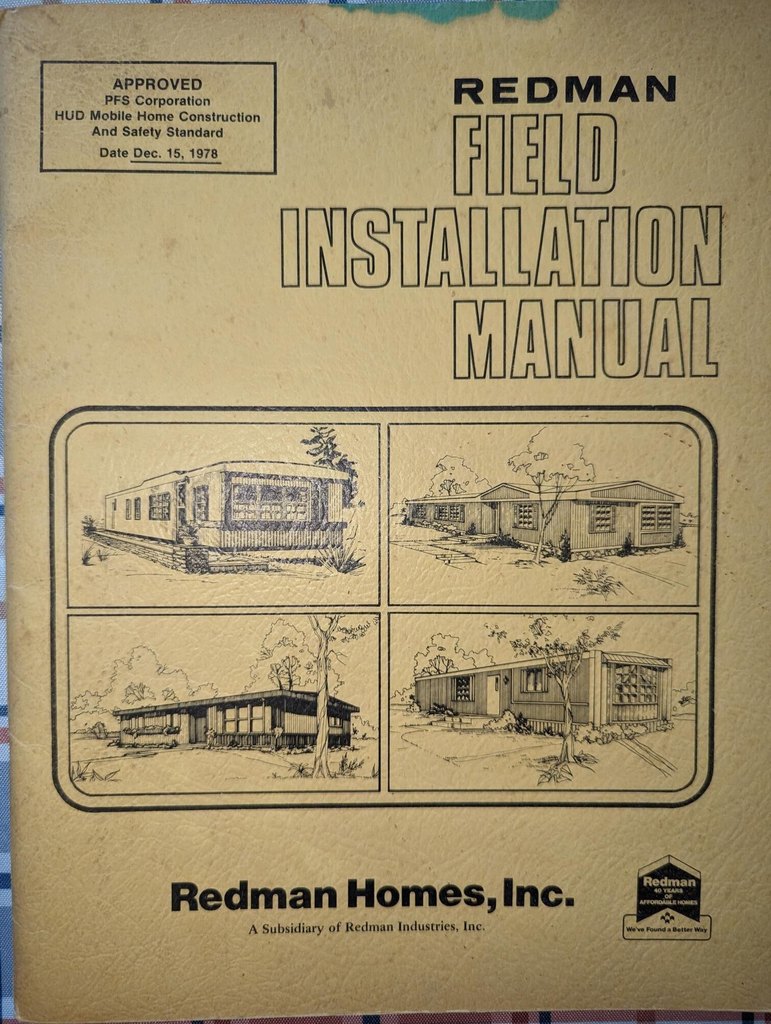 APPROVED
PFS Corporation
HUD Mobile Home Construction
And Safety Standard
Date Dec. 15, 1978
REDMAN
FIELD
INSTALLATION
MANUAL
Redman Homes, Inc.
A Subsidiary of Redman Industries, Inc.
Redman
40 YEARS
OF
AFFORDABLE HOMES
We've Found a Better Way